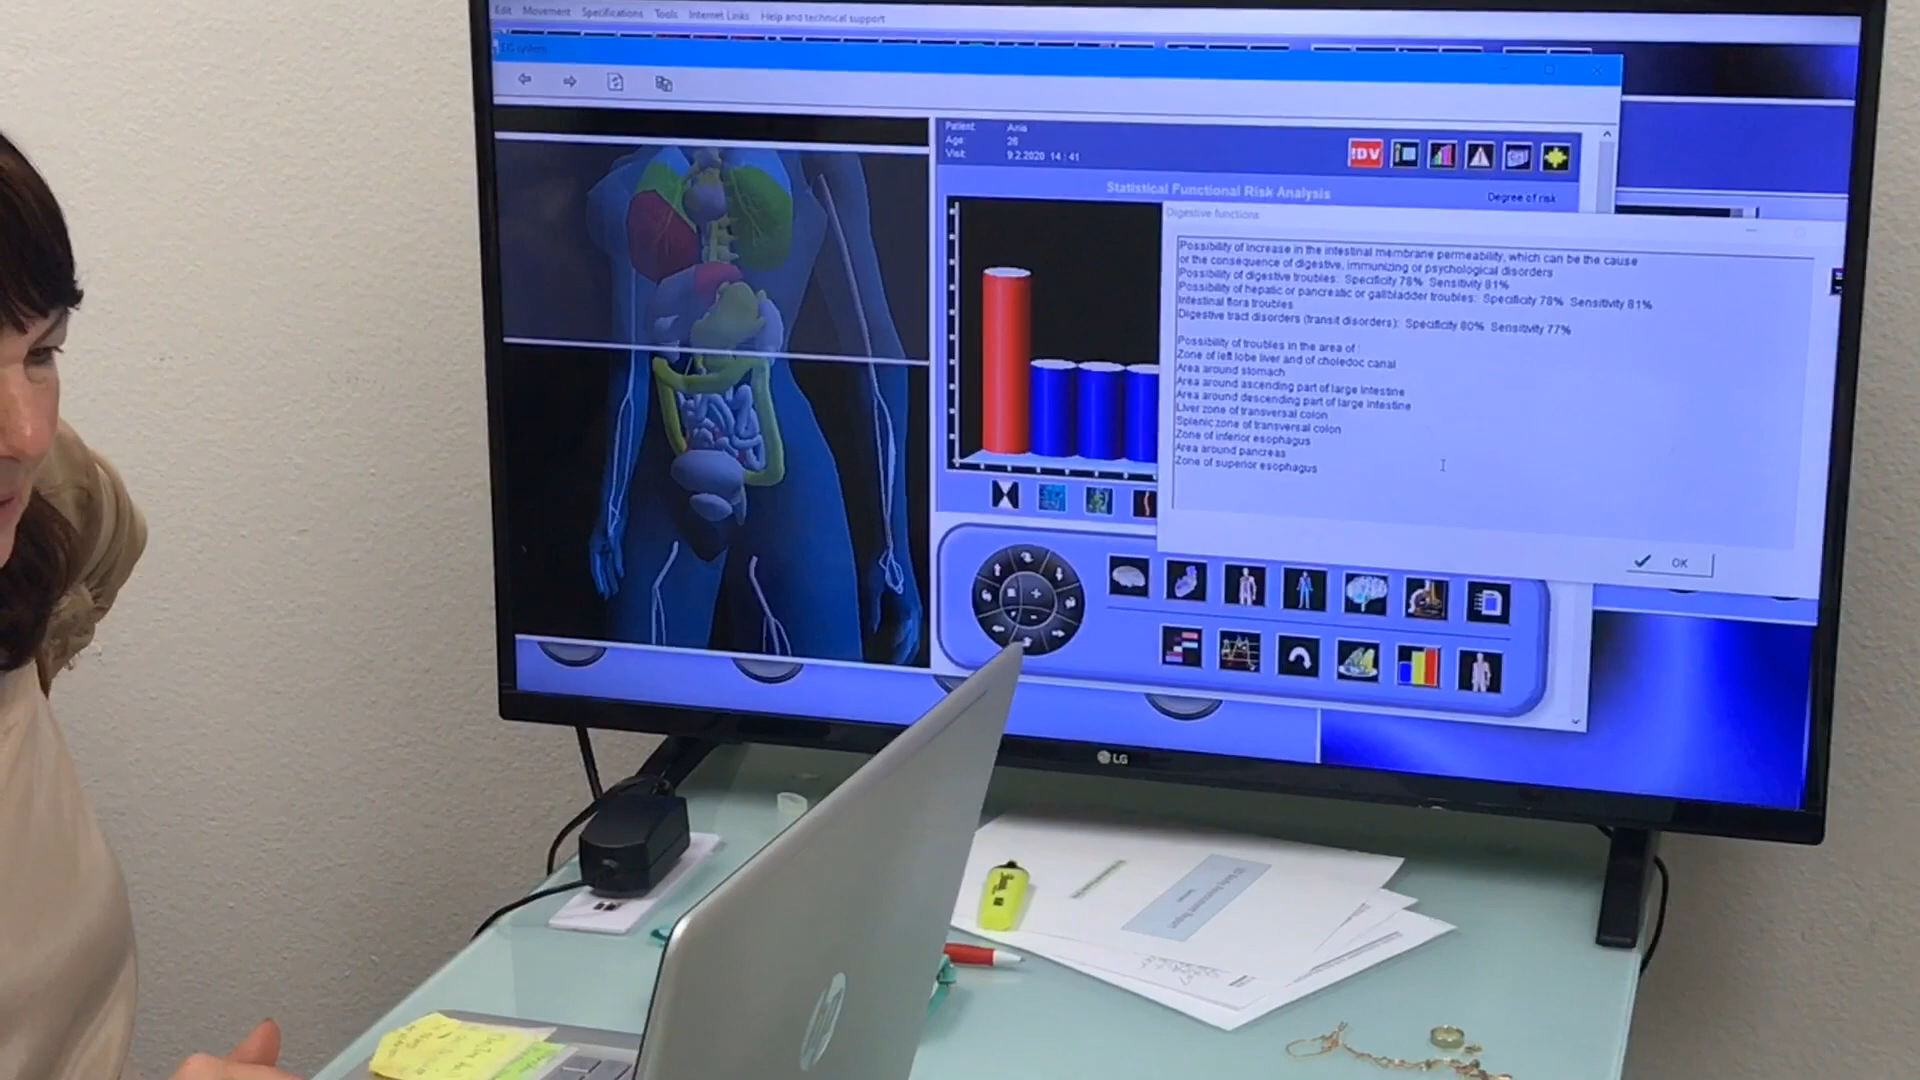 Edit Movement Specifications Tools Internet Links Help and technical support
EIS system
Patient: Ania
Age: 26
Visit: 9.2.2020 14:41
!DV
Statistical Functional Risk Analysis
Degree of risk
Digestive functions
Possibility of increase in the intestinal membrane permeability, which can be the cause
or the consequence of digestive, immunizing or psychological disorders
Possibility of digestive troubles: Specificity 78% Sensitivity 81%
Possibility of hepatic or pancreatic or gallbladder troubles: Specificity 78% Sensitivity 81%
Intestinal flora troubles
Digestive tract disorders (transit disorders): Specificity 80% Sensitivity 77%
Possibility of troubles in the area of :
Zone of left lobe liver and of choledoc canal
Area around stomach
Area around ascending part of large intestine
Area around descending part of large intestine
Liver zone of transversal colon
Splenic zone of transversal colon
Zone of inferior esophagus
Area around pancreas
Zone of superior esophagus
OK
LG
hp